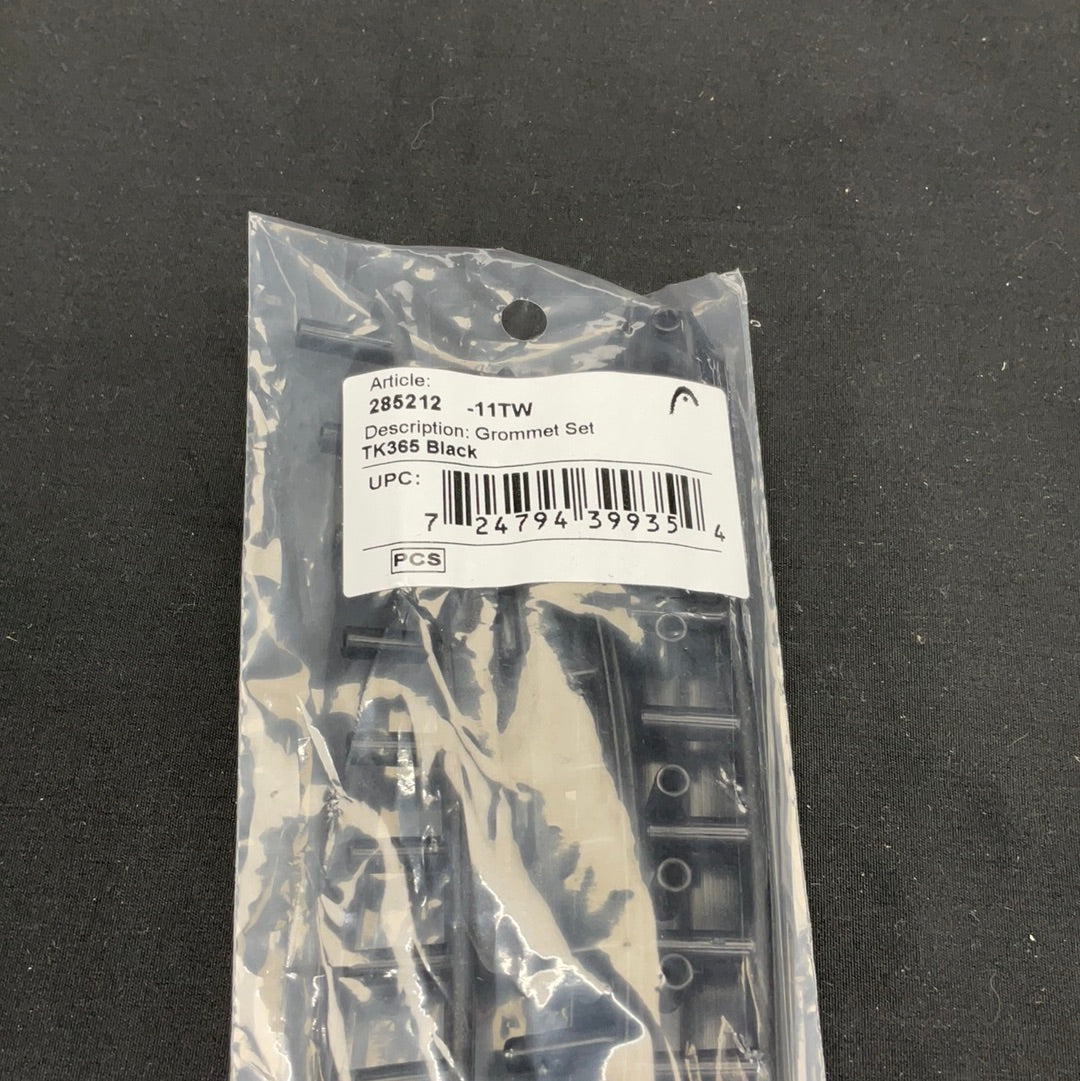 Article:
285212 -11TW
Description: Grommet Set
TK365 Black
UPC:
7 24794 39935 4
PCS